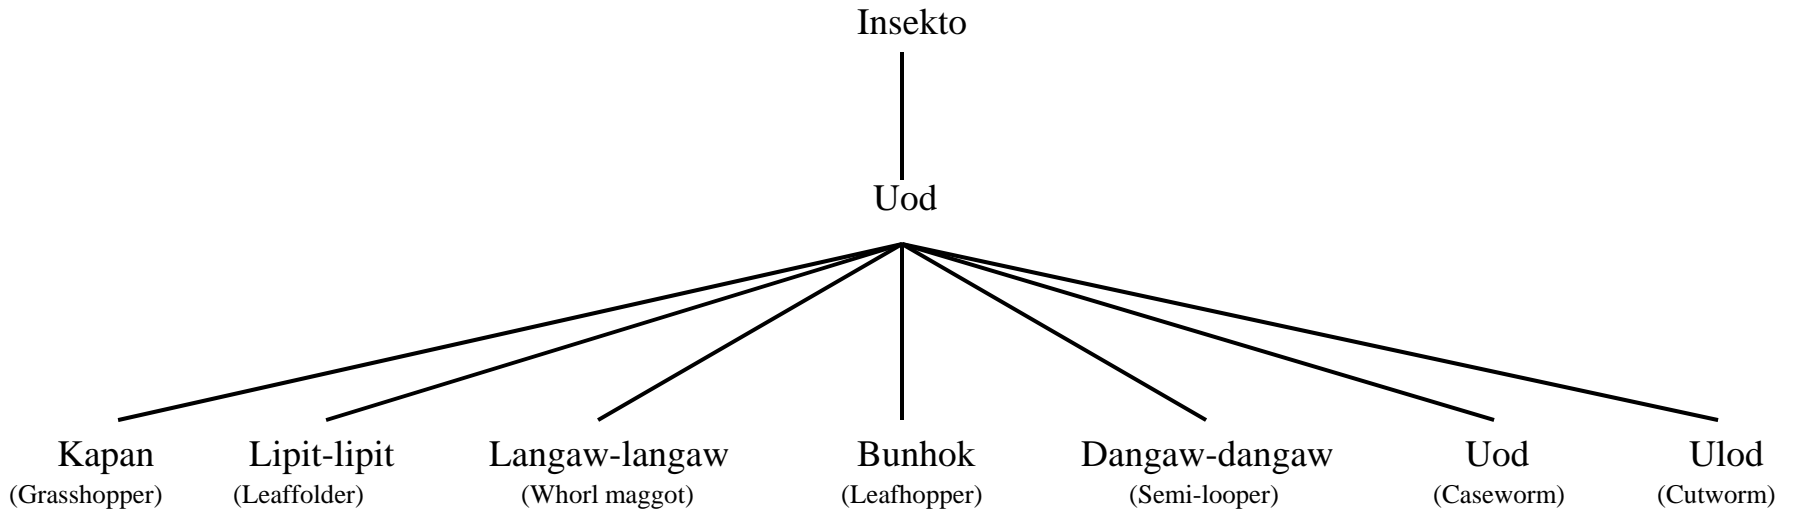 Insekto
Uod
Kapan Lipit-lipit Langaw-langaw Bunhok Dangaw-dangaw Uod Ulod
(Grasshopper) (Leaffolder) (Whorl maggot) (Leafhopper) (Semi-looper) (Caseworm) (Cutworm)